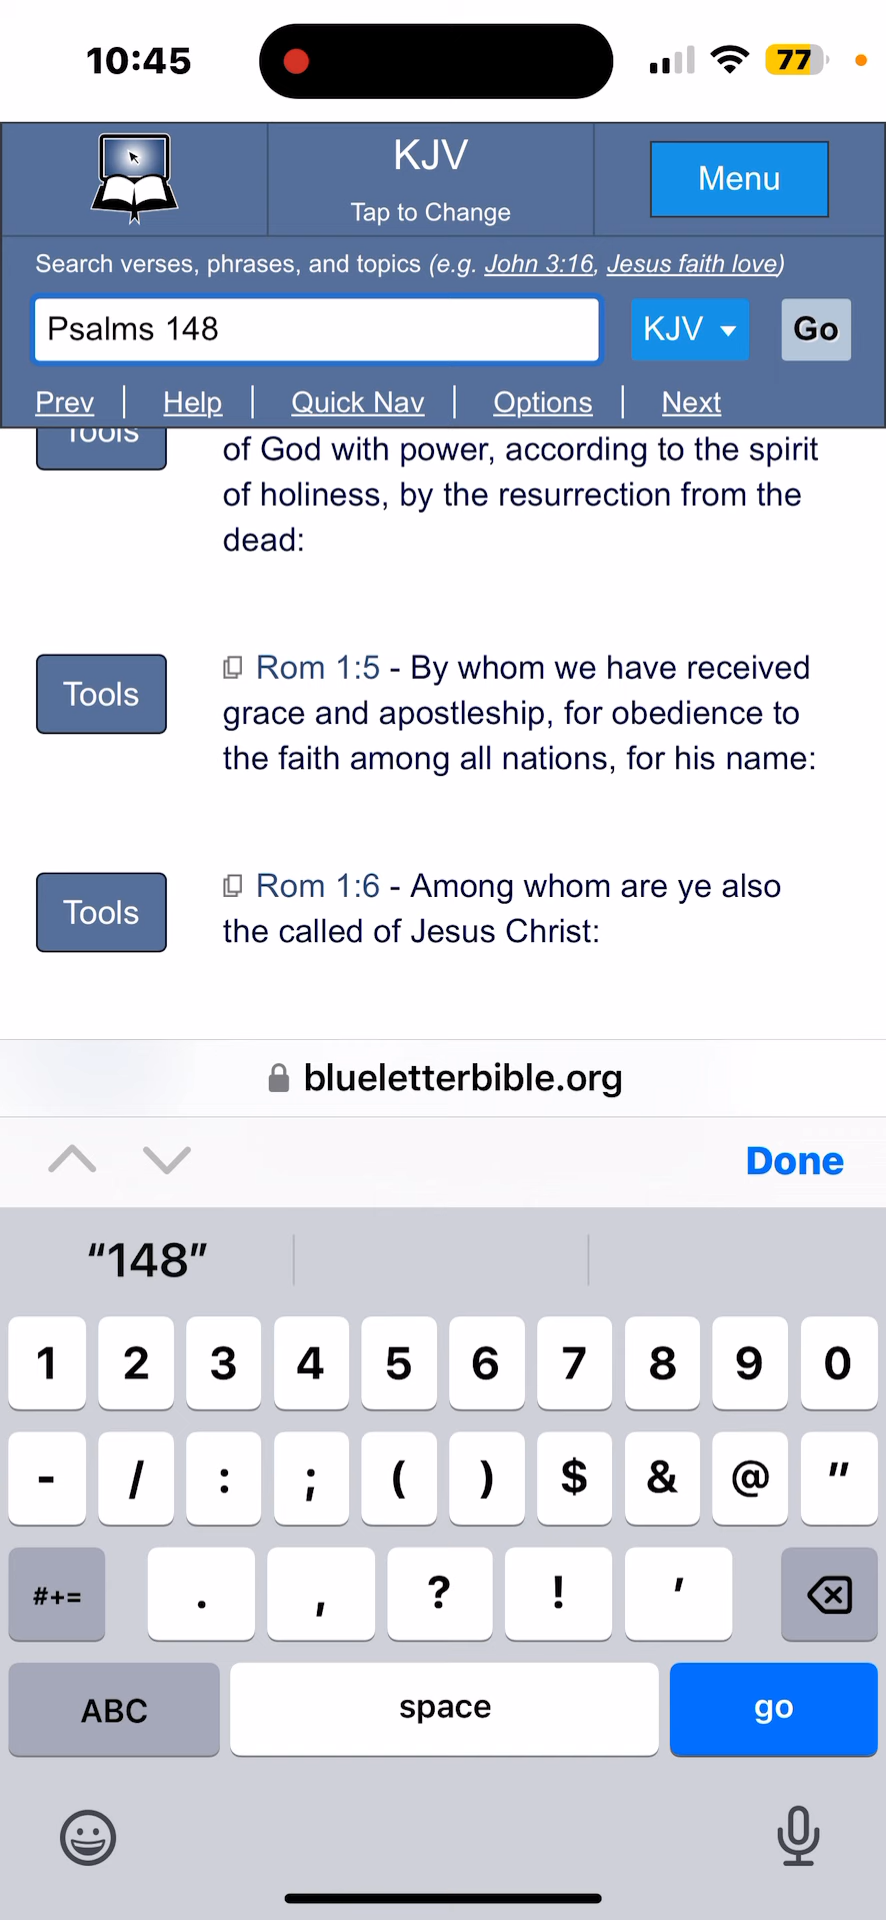 10:45
77
KJV
Tap to Change
Menu
Search verses, phrases, and topics (e.g. John 3:16, Jesus faith love)
Psalms 148
KJV
Go
Prev | Help | Quick Nav | Options | Next
Tools
of God with power, according to the spirit
of holiness, by the resurrection from the
dead:
Tools
Rom 1:5 - By whom we have received
grace and apostleship, for obedience to
the faith among all nations, for his name:
Tools
Rom 1:6 - Among whom are ye also
the called of Jesus Christ:
blueletterbible.org
Done
“148”
1 2 3 4 5 6 7 8 9 0
- / : ; ( ) $ & @ "
#+= . , ? ! '
ABC space go